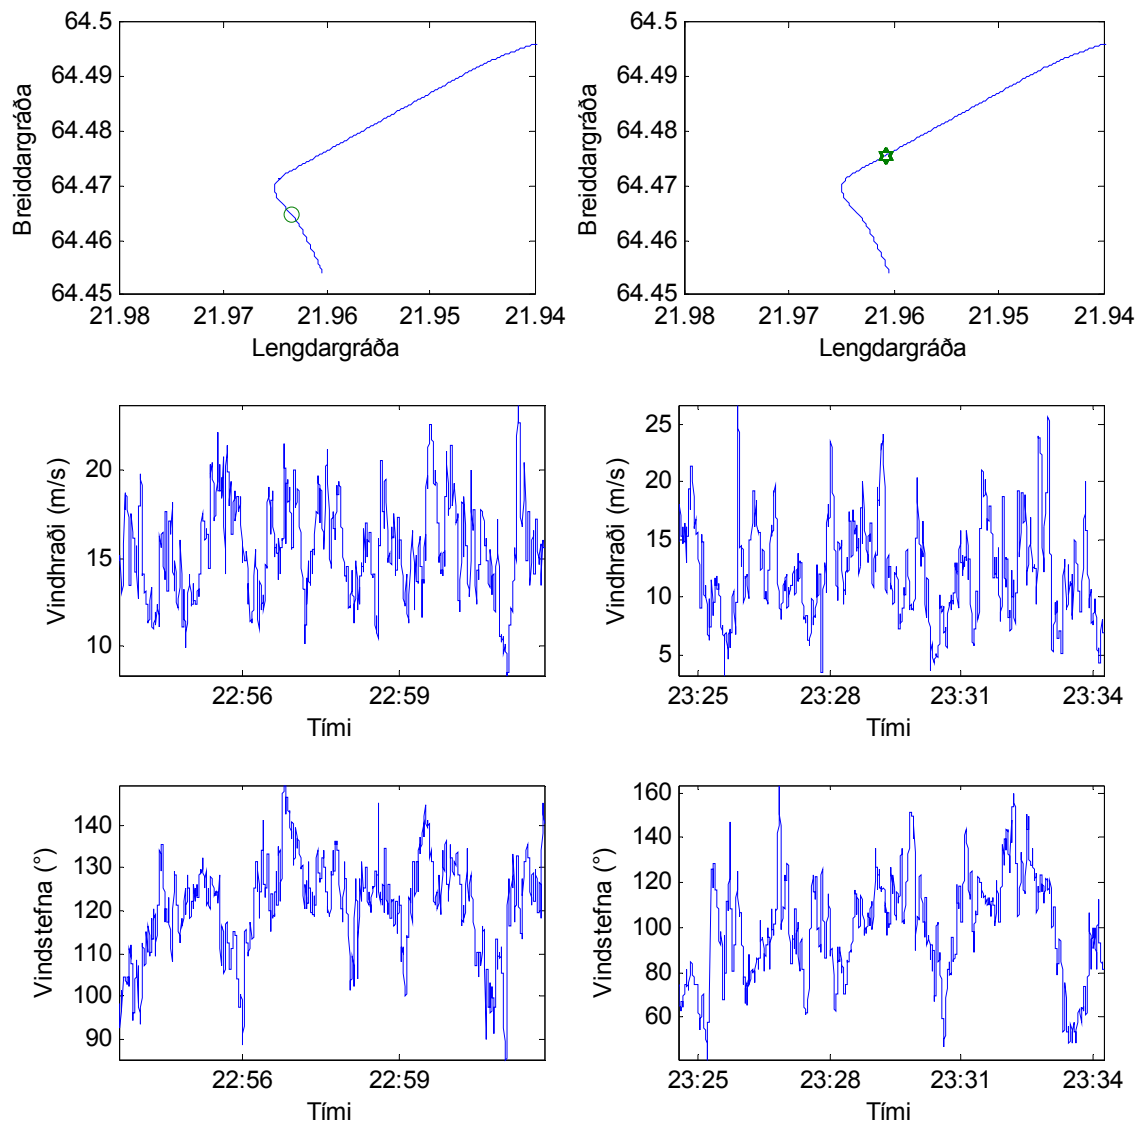 64.5
64.49
64.48
64.47
64.46
64.45
Breiddargráða
21.98 21.97 21.96 21.95 21.94
Lengdargráða
64.5
64.49
64.48
64.47
64.46
64.45
Breiddargráða
21.98 21.97 21.96 21.95 21.94
Lengdargráða
20
15
10
Vindhraði (m/s)
22:56 22:59
Tími
25
20
15
10
5
Vindhraði (m/s)
23:25 23:28 23:31 23:34
Tími
140
130
120
110
100
90
Vindstefna (°)
22:56 22:59
Tími
160
140
120
100
80
60
Vindstefna (°)
23:25 23:28 23:31 23:34
Tími